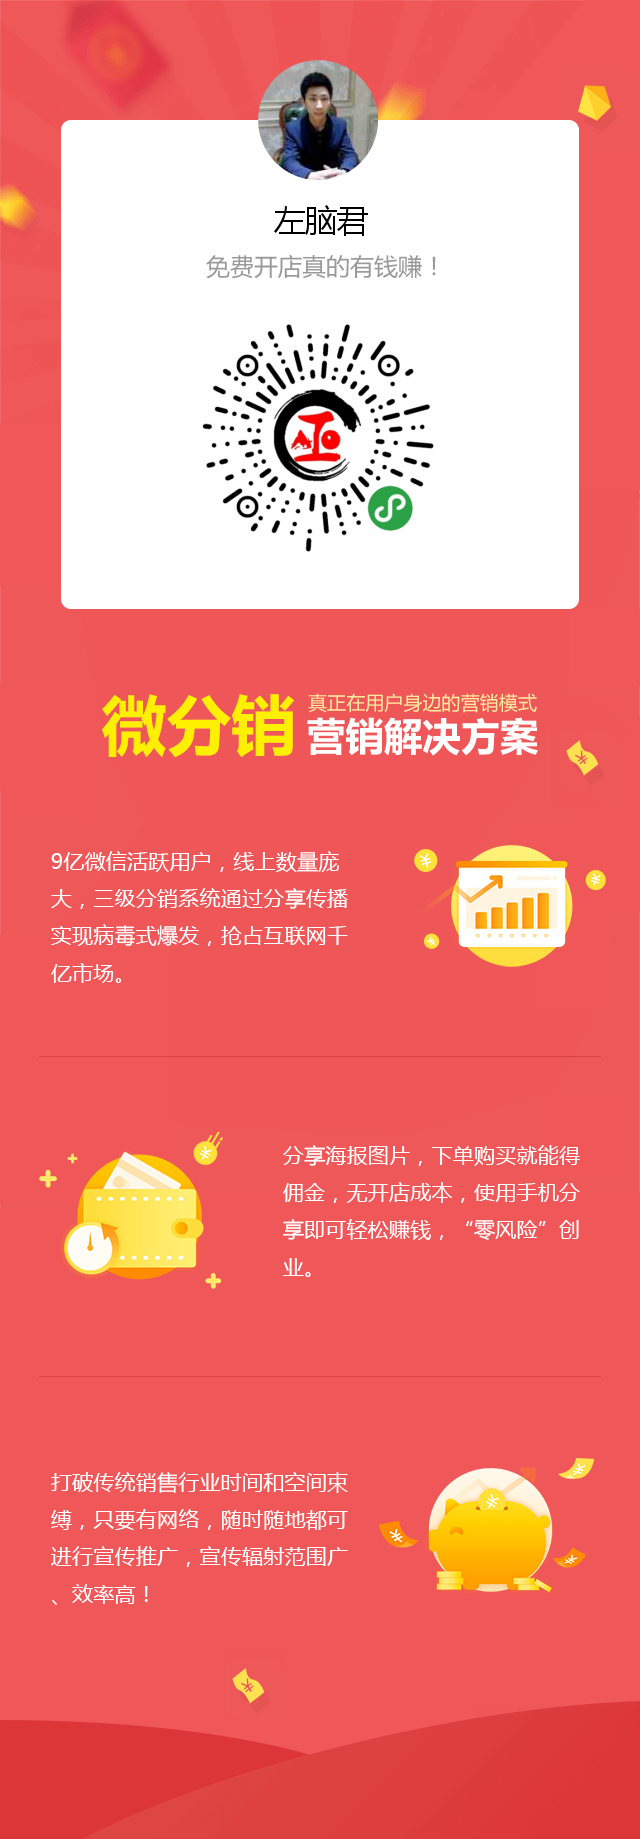 左脑君
免费开店真的有钱赚！
微分销
真正在用户身边的营销模式
营销解决方案
9亿微信活跃用户，线上数量庞
大，三级分销系统通过分享传播
实现病毒式爆发，抢占互联网千
亿市场。
分享海报图片，下单购买就能得
佣金，无开店成本，使用手机分
享即可轻松赚钱，“零风险”创
业。
打破传统销售行业时间和空间束
缚，只要有网络，随时随地都可
进行宣传推广，宣传辐射范围广
、效率高！